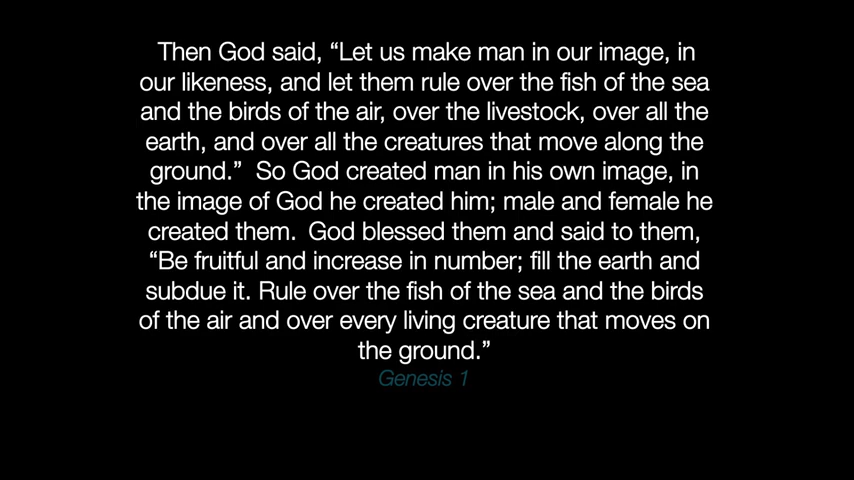 Then God said, “Let us make man in our image, in
our likeness, and let them rule over the fish of the sea
and the birds of the air, over the livestock, over all the
earth, and over all the creatures that move along the
ground.”  So God created man in his own image, in
the image of God he created him; male and female he
created them.  God blessed them and said to them,
“Be fruitful and increase in number; fill the earth and
subdue it. Rule over the fish of the sea and the birds
of the air and over every living creature that moves on
the ground.”
Genesis 1